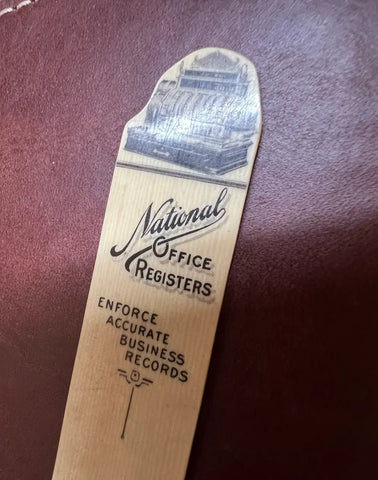 National
Office
Registers
ENFORCE
ACCURATE
BUSINESS
RECORDS